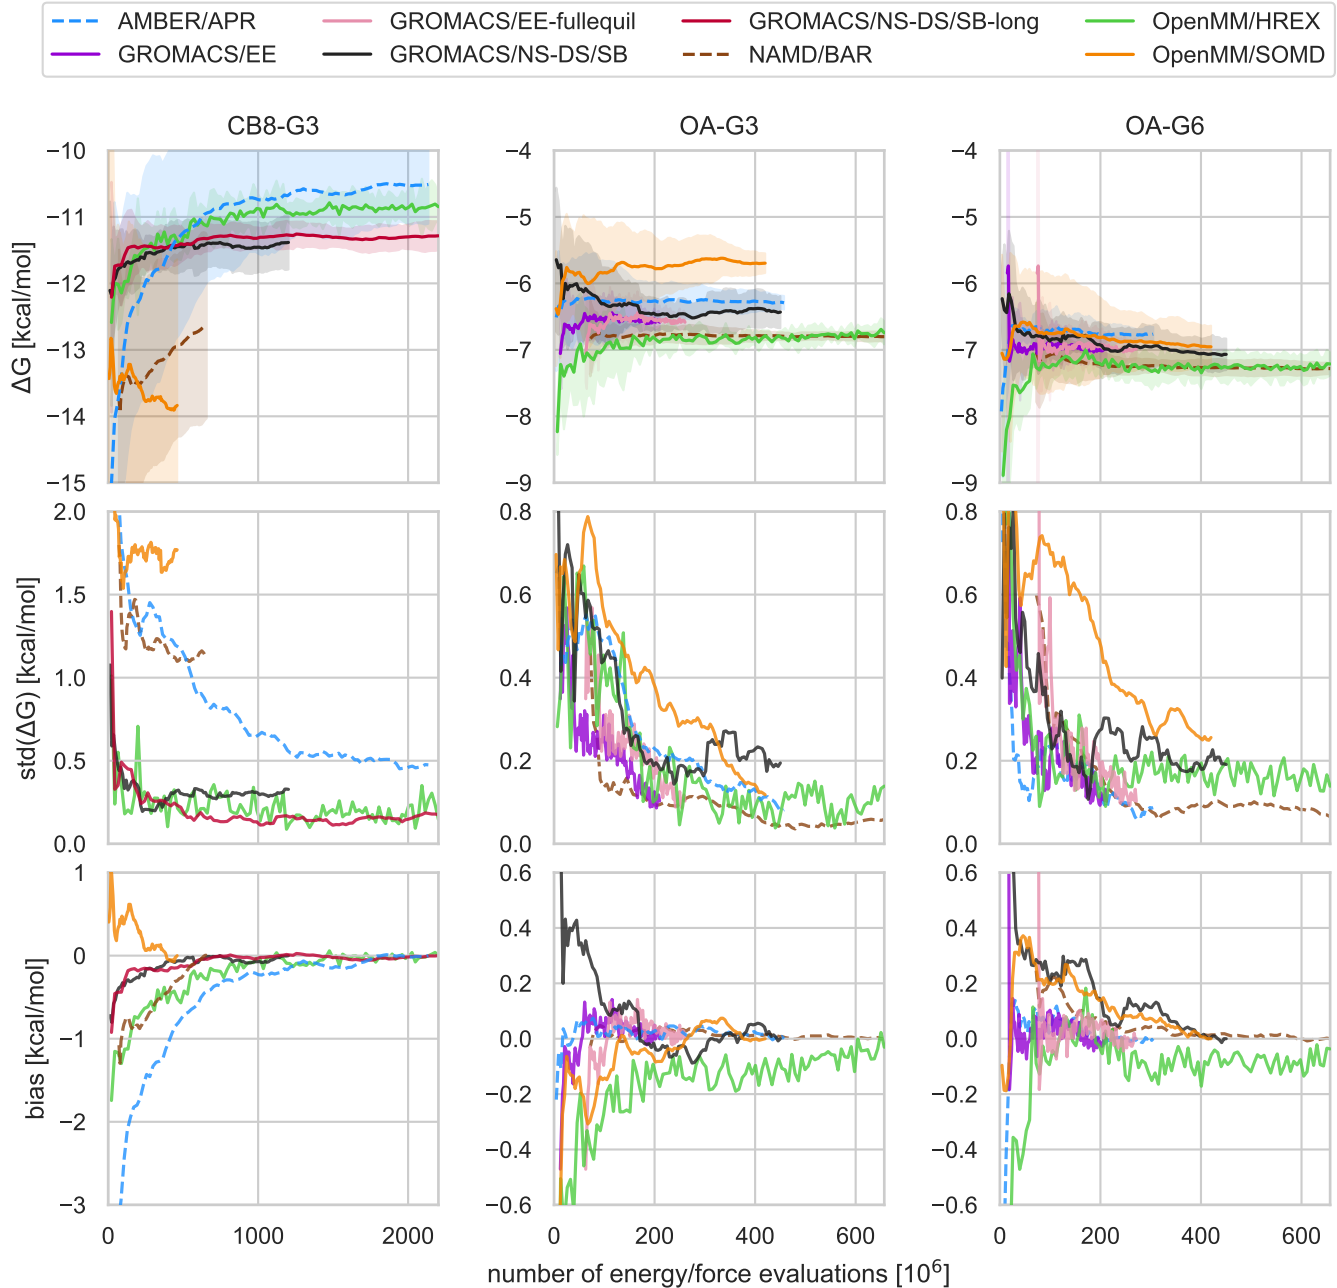 AMBER/APR GROMACS/EE-fullequil GROMACS/NS-DS/SB-long OpenMM/HREX
GROMACS/EE GROMACS/NS-DS/SB NAMD/BAR OpenMM/SOMD
CB8-G3 OA-G3 OA-G6
ΔG [kcal/mol]
−10 −4 −4
−11 −5 −5
−12 −6 −6
−13 −7 −7
−14 −8 −8
−15 −9 −9
std(ΔG) [kcal/mol]
2.0 0.8 0.8
1.5 0.6 0.6
1.0 0.4 0.4
0.5 0.2 0.2
0.0 0.0 0.0
bias [kcal/mol]
1 0.6 0.6
0.4 0.4
0 0.2 0.2
−1 0.0 0.0
−2 −0.2 −0.2
−0.4 −0.4
−3 −0.6 −0.6
0 1000 2000 0 200 400 600 0 200 400 600
number of energy/force evaluations [10⁶]